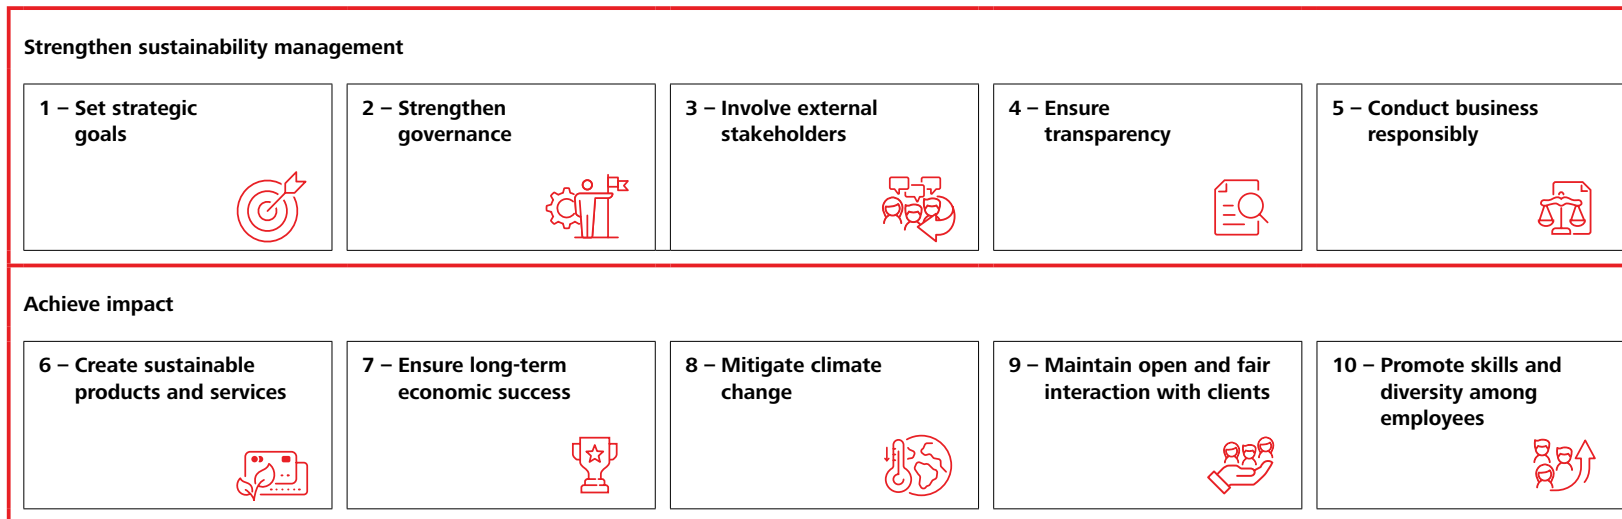 Strengthen sustainability management
1 – Set strategic
goals
2 – Strengthen
governance
3 – Involve external
stakeholders
4 – Ensure
transparency
5 – Conduct business
responsibly
Achieve impact
6 – Create sustainable
products and services
7 – Ensure long-term
economic success
8 – Mitigate climate
change
9 – Maintain open and fair
interaction with clients
10 – Promote skills and
diversity among
employees